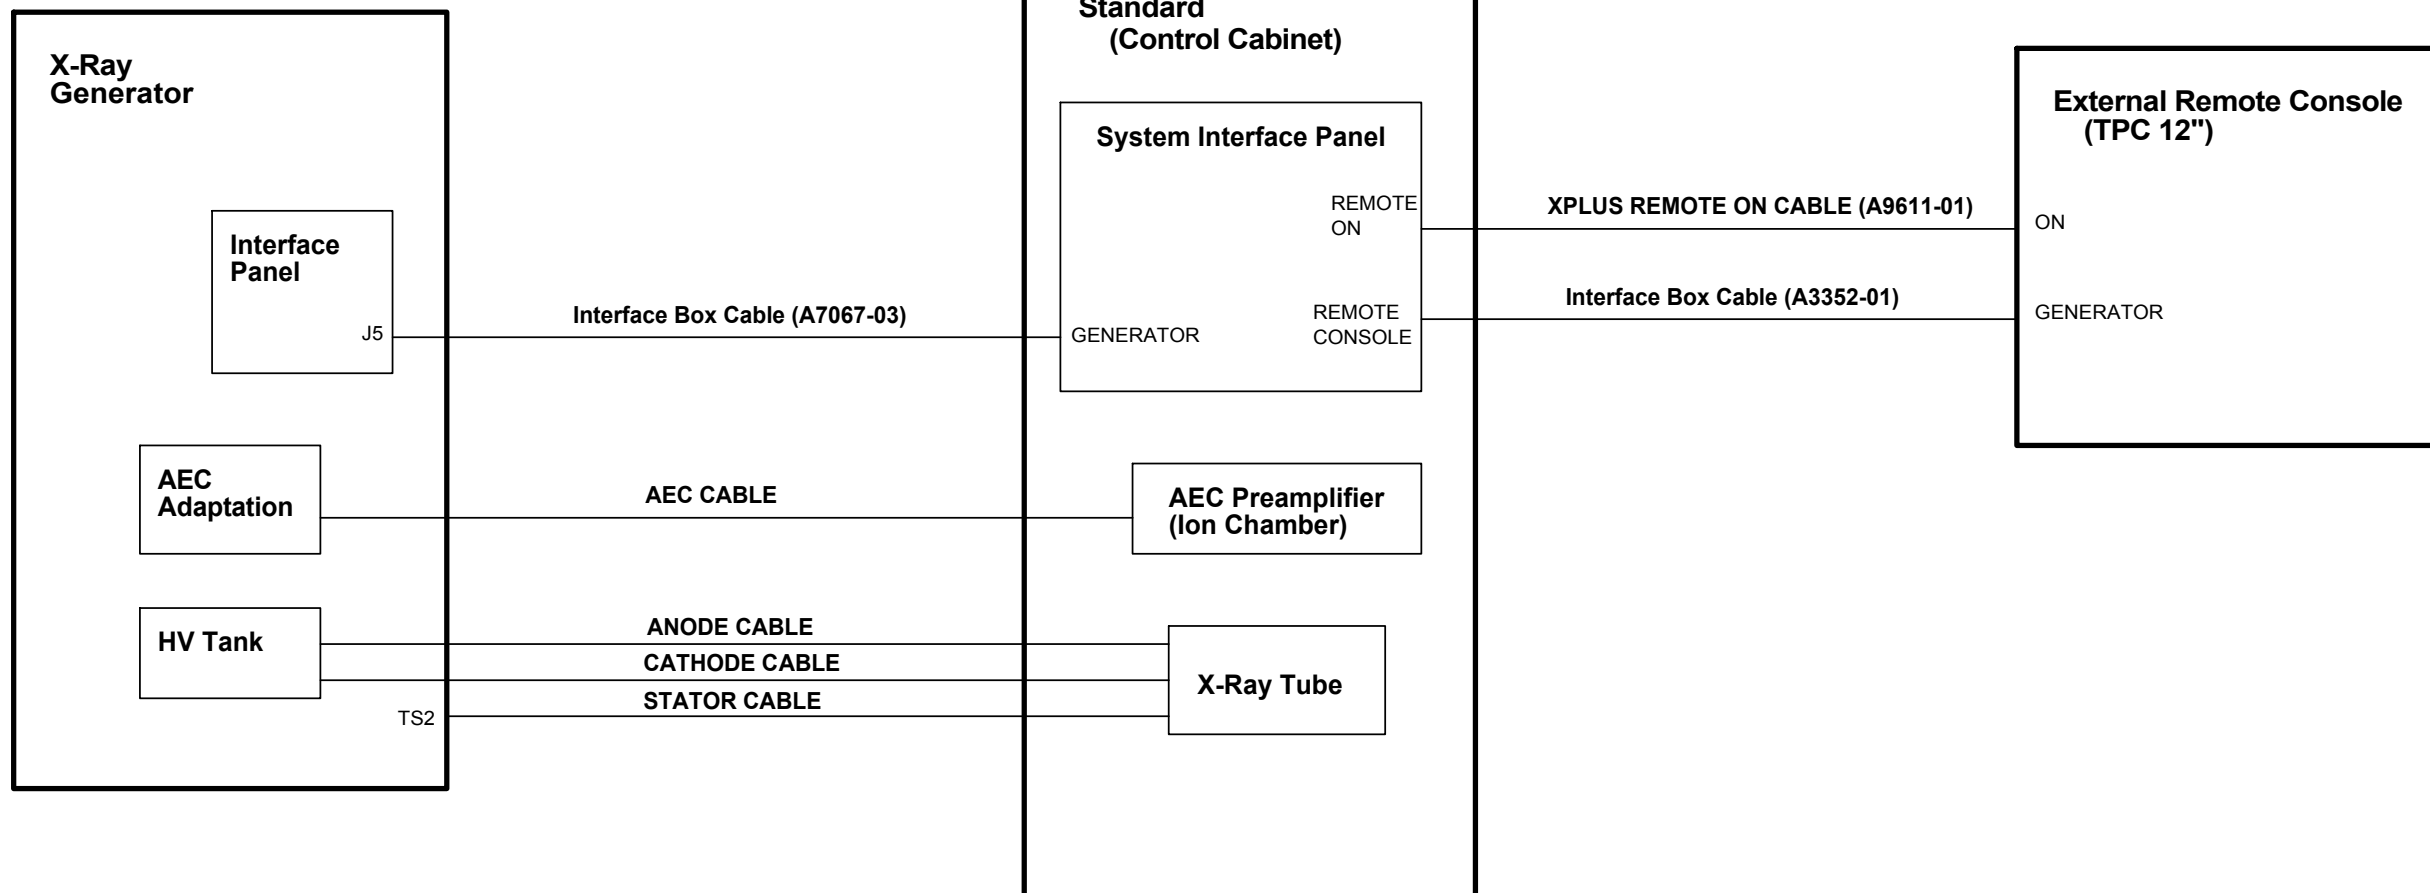 X-Ray
Generator
Interface
Panel
J5
AEC
Adaptation
HV Tank
TS2
Interface Box Cable (A7067-03)
AEC CABLE
ANODE CABLE
CATHODE CABLE
STATOR CABLE
Standard
(Control Cabinet)
System Interface Panel
REMOTE
ON
GENERATOR
REMOTE
CONSOLE
AEC Preamplifier
(Ion Chamber)
X-Ray Tube
XPLUS REMOTE ON CABLE (A9611-01)
Interface Box Cable (A3352-01)
External Remote Console
(TPC 12")
ON
GENERATOR